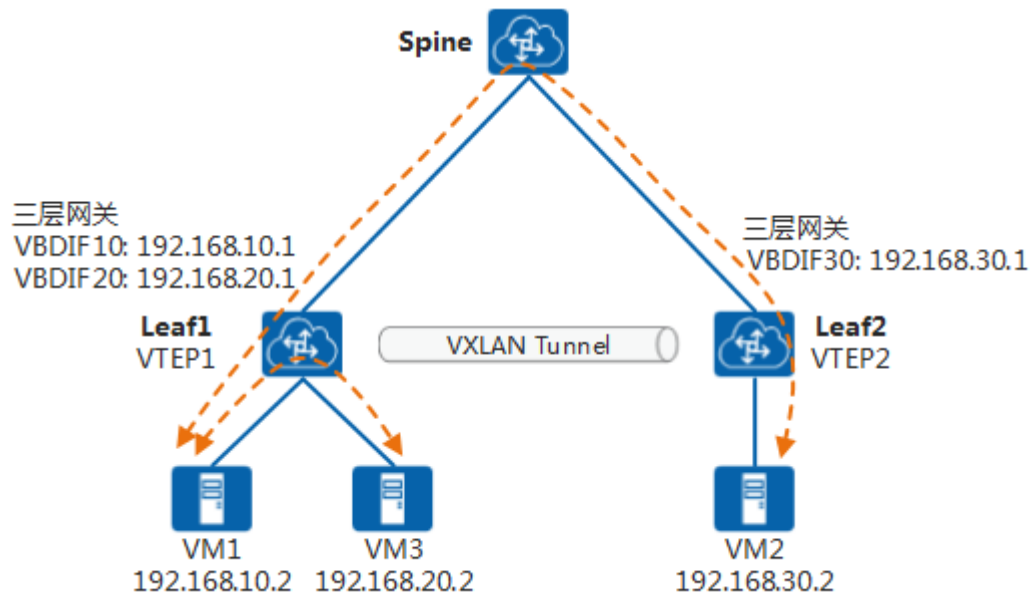 Spine
三层网关
VBDIF10: 192.168.10.1
VBDIF20: 192.168.20.1
三层网关
VBDIF30: 192.168.30.1
Leaf1
VTEP1
VXLAN Tunnel
Leaf2
VTEP2
VM1
192.168.10.2
VM3
192.168.20.2
VM2
192.168.30.2